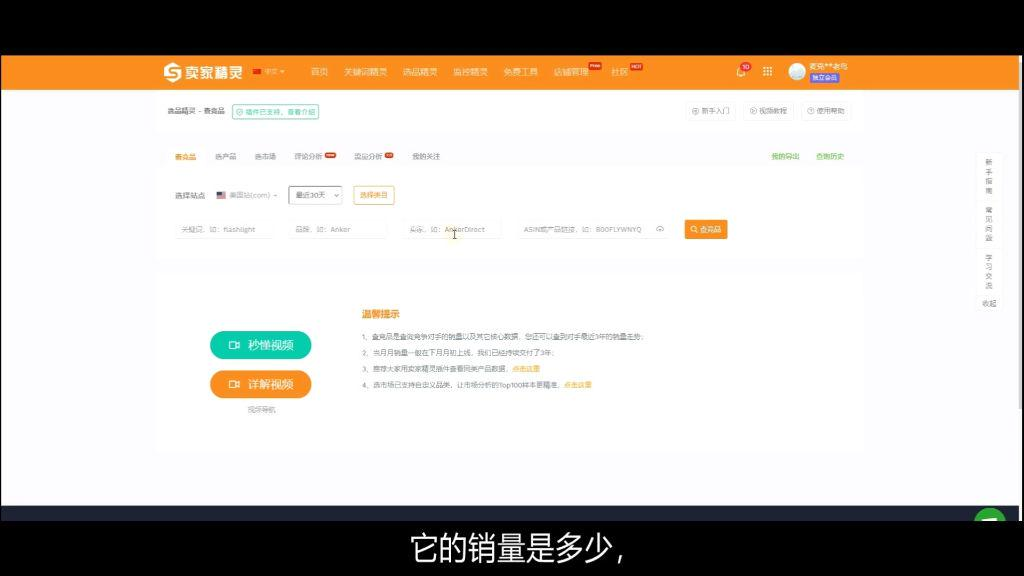 卖家精灵 中文 首页 关键词精灵 选品精灵 监控精灵 免费工具 店铺管理 Free 社区 HOT 10 麦克**老鸟
独立会员
选品精灵 - 查竞品 插件已支持，查看介绍 新手入门 视频教程 使用帮助
查竞品 选产品 选市场 评论分析 流量分析 我的关注 我的导出 查询历史
选择站点 美国站(com) 最近30天 选择类目
关键词，如：flashlight 品牌，如：Anker 卖家，如：AnkerDirect ASIN或产品链接，如：B00FLYWNYQ 查竞品
新手指南
常见问题
学习交流
收起
秒懂视频
详解视频
视频导航
温馨提示
1、查竞品是查询竞争对手的销量以及其它核心数据，您还可以查到对手最近3年的销量走势；
2、当月月销量一般在下月月初上线，我们已经持续交付了3年；
3、推荐大家用卖家精灵插件查看同类产品数据，点击这里
4、选市场已支持自定义品类，让市场分析的Top100样本更精准，点击这里
它的销量是多少，